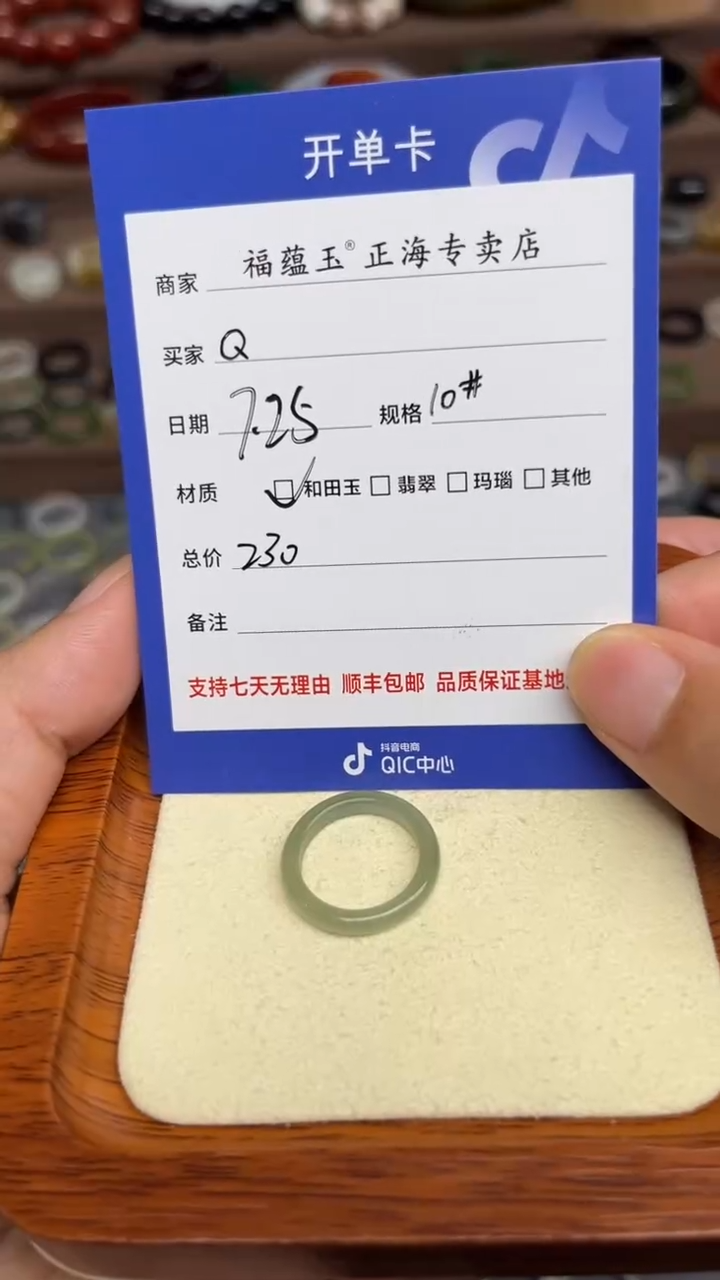 开单卡
商家 福蕴玉®正海专卖店
买家 Q
日期 7.25 规格 10#
材质 和田玉 翡翠 玛瑙 其他
总价 230
备注
支持七天无理由 顺丰包邮 品质保证基地
抖音电商
QIC中心